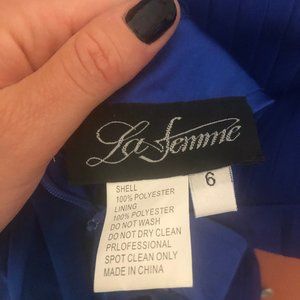 La Femme
6
SHELL
100% POLYESTER
LINING
100% POLYESTER
DO NOT WASH
DO NOT DRY CLEAN
PRLOFESSIONAL
SPOT CLEAN ONLY
MADE IN CHINA